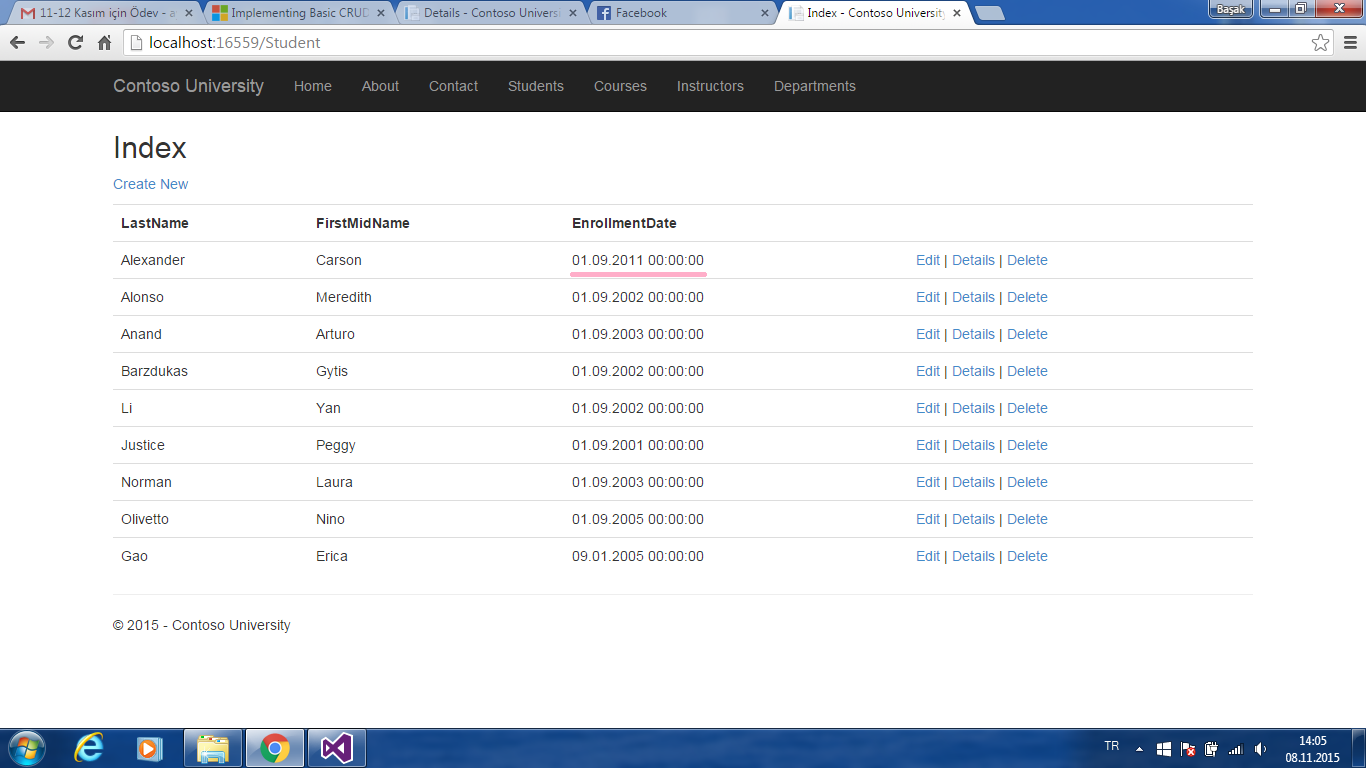 11-12 Kasım için Ödev - a
Implementing Basic CRUD
Details - Contoso Universi
Facebook
Index - Contoso University
Başak
localhost:16559/Student
Contoso University Home About Contact Students Courses Instructors Departments
Index
Create New
LastName FirstMidName EnrollmentDate
Alexander Carson 01.09.2011 00:00:00 Edit | Details | Delete
Alonso Meredith 01.09.2002 00:00:00 Edit | Details | Delete
Anand Arturo 01.09.2003 00:00:00 Edit | Details | Delete
Barzdukas Gytis 01.09.2002 00:00:00 Edit | Details | Delete
Li Yan 01.09.2002 00:00:00 Edit | Details | Delete
Justice Peggy 01.09.2001 00:00:00 Edit | Details | Delete
Norman Laura 01.09.2003 00:00:00 Edit | Details | Delete
Olivetto Nino 01.09.2005 00:00:00 Edit | Details | Delete
Gao Erica 09.01.2005 00:00:00 Edit | Details | Delete
© 2015 - Contoso University
TR
14:05
08.11.2015